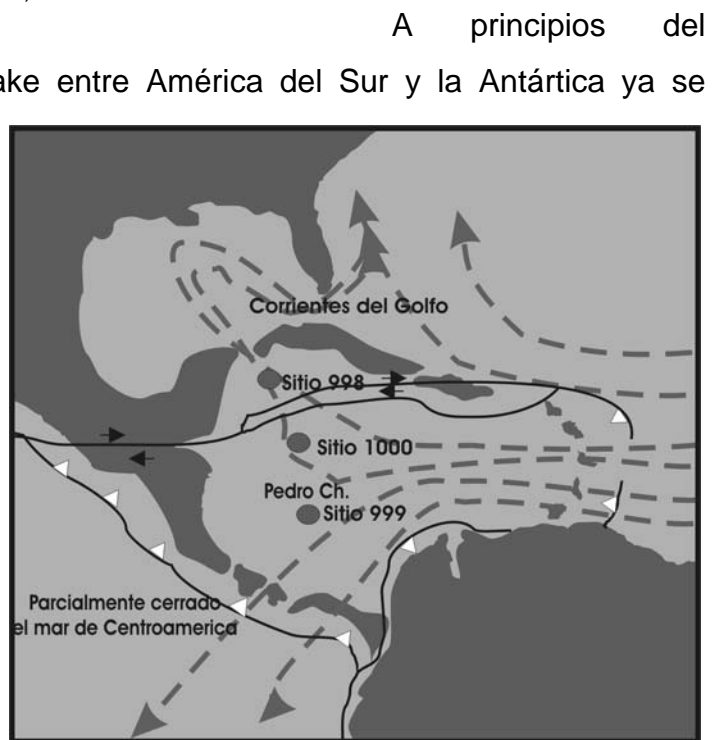 A principios del
ake entre América del Sur y la Antártica ya se
Corrientes del Golfo
Sitio 998
Sitio 1000
Pedro Ch.
Sitio 999
Parcialmente cerrado
el mar de Centroamerica